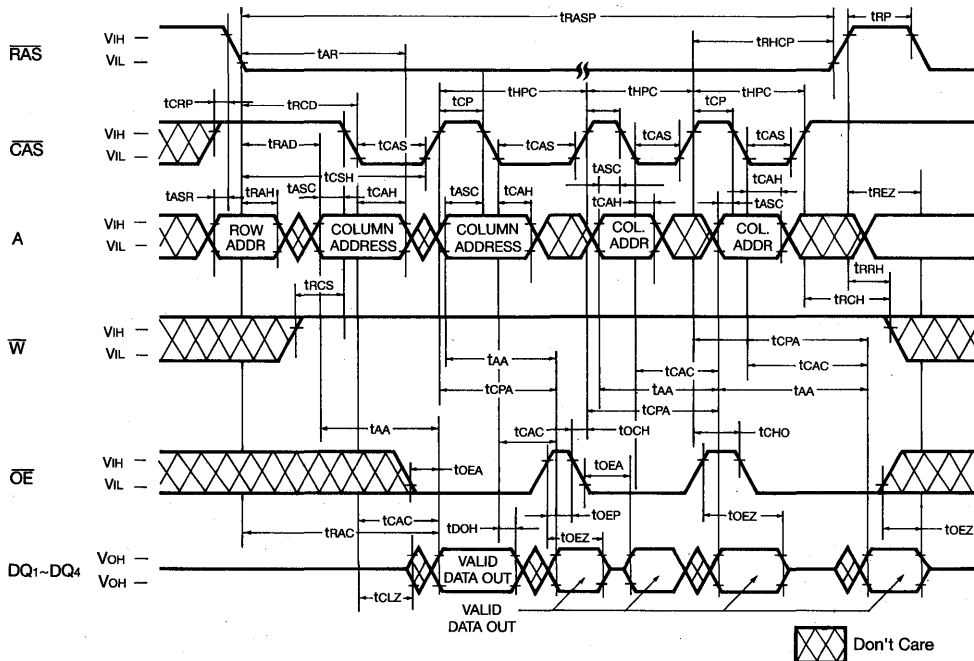 tRASP
tRP
RAS
VIH
VIL
tAR
tRHCP
tCRP
tRCD
tCP
tHPC
tHPC
tCP
tHPC
CAS
VIH
VIL
tRAD
tCAS
tCAS
tCAS
tCAS
tCSH
tASR
tRAH
tASC
tCAH
tASC
tCAH
tASC
tCAH
tCAH
tASC
tREZ
A
VIH
VIL
ROW
ADDR
COLUMN
ADDRESS
COLUMN
ADDRESS
COL.
ADDR
COL.
ADDR
tRCS
tRRH
tRCH
W
VIH
VIL
tAA
tCPA
tCPA
tCAC
tCAC
tAA
tAA
tCPA
tAA
tCAC
tOCH
tCHO
OE
VIH
VIL
tOEA
tOEA
tCAC
tRAC
tDOH
tOEP
tOEZ
tOEZ
tOEZ
DQ1~DQ4
VOH
VOH
VALID
DATA OUT
tCLZ
VALID
DATA OUT
Don't Care